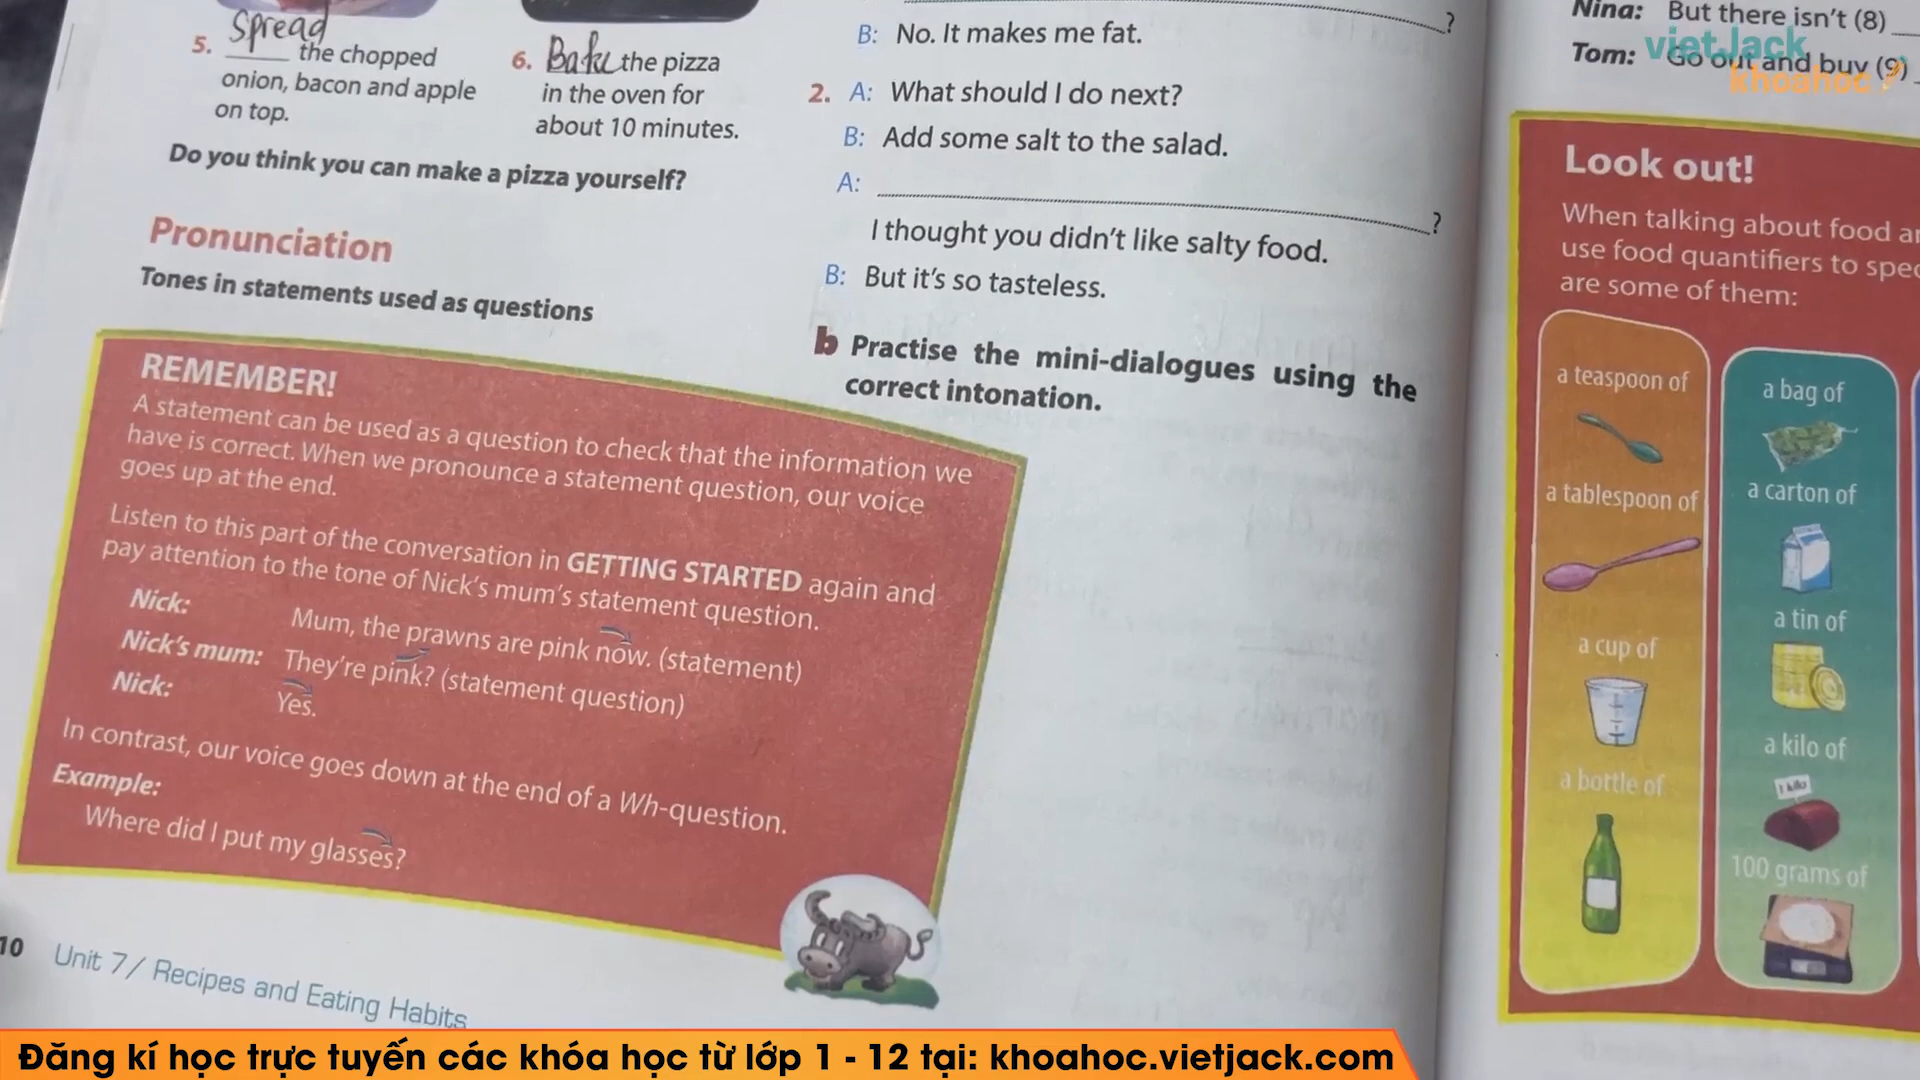 Spread
5. ____ the chopped
onion, bacon and apple
on top.
6. Bake the pizza
in the oven for
about 10 minutes.
Do you think you can make a pizza yourself?
Pronunciation
Tones in statements used as questions
REMEMBER!
A statement can be used as a question to check that the information we
have is correct. When we pronounce a statement question, our voice
goes up at the end.
Listen to this part of the conversation in GETTING STARTED again and
pay attention to the tone of Nick's mum's statement question.
Nick: Mum, the prawns are pink now. (statement)
Nick's mum: They're pink? (statement question)
Nick: Yes.
In contrast, our voice goes down at the end of a Wh-question.
Example:
Where did I put my glasses?
10 Unit 7/ Recipes and Eating Habits
?
B: No. It makes me fat.
2. A: What should I do next?
B: Add some salt to the salad.
A: ____?
I thought you didn't like salty food.
B: But it's so tasteless.
b Practise the mini-dialogues using the
correct intonation.
Nina: But there isn't (8)
Tom: Go out and buy (9)
vietJack
khoahoc
Look out!
When talking about food
use food quantifiers to
are some of them:
a teaspoon of
a tablespoon of
a cup of
a bottle of
a bag of
a carton of
a tin of
a kilo of
1 kilo
100 grams of
Đăng kí học trực tuyến các khóa học từ lớp 1 - 12 tại: khoahoc.vietjack.com